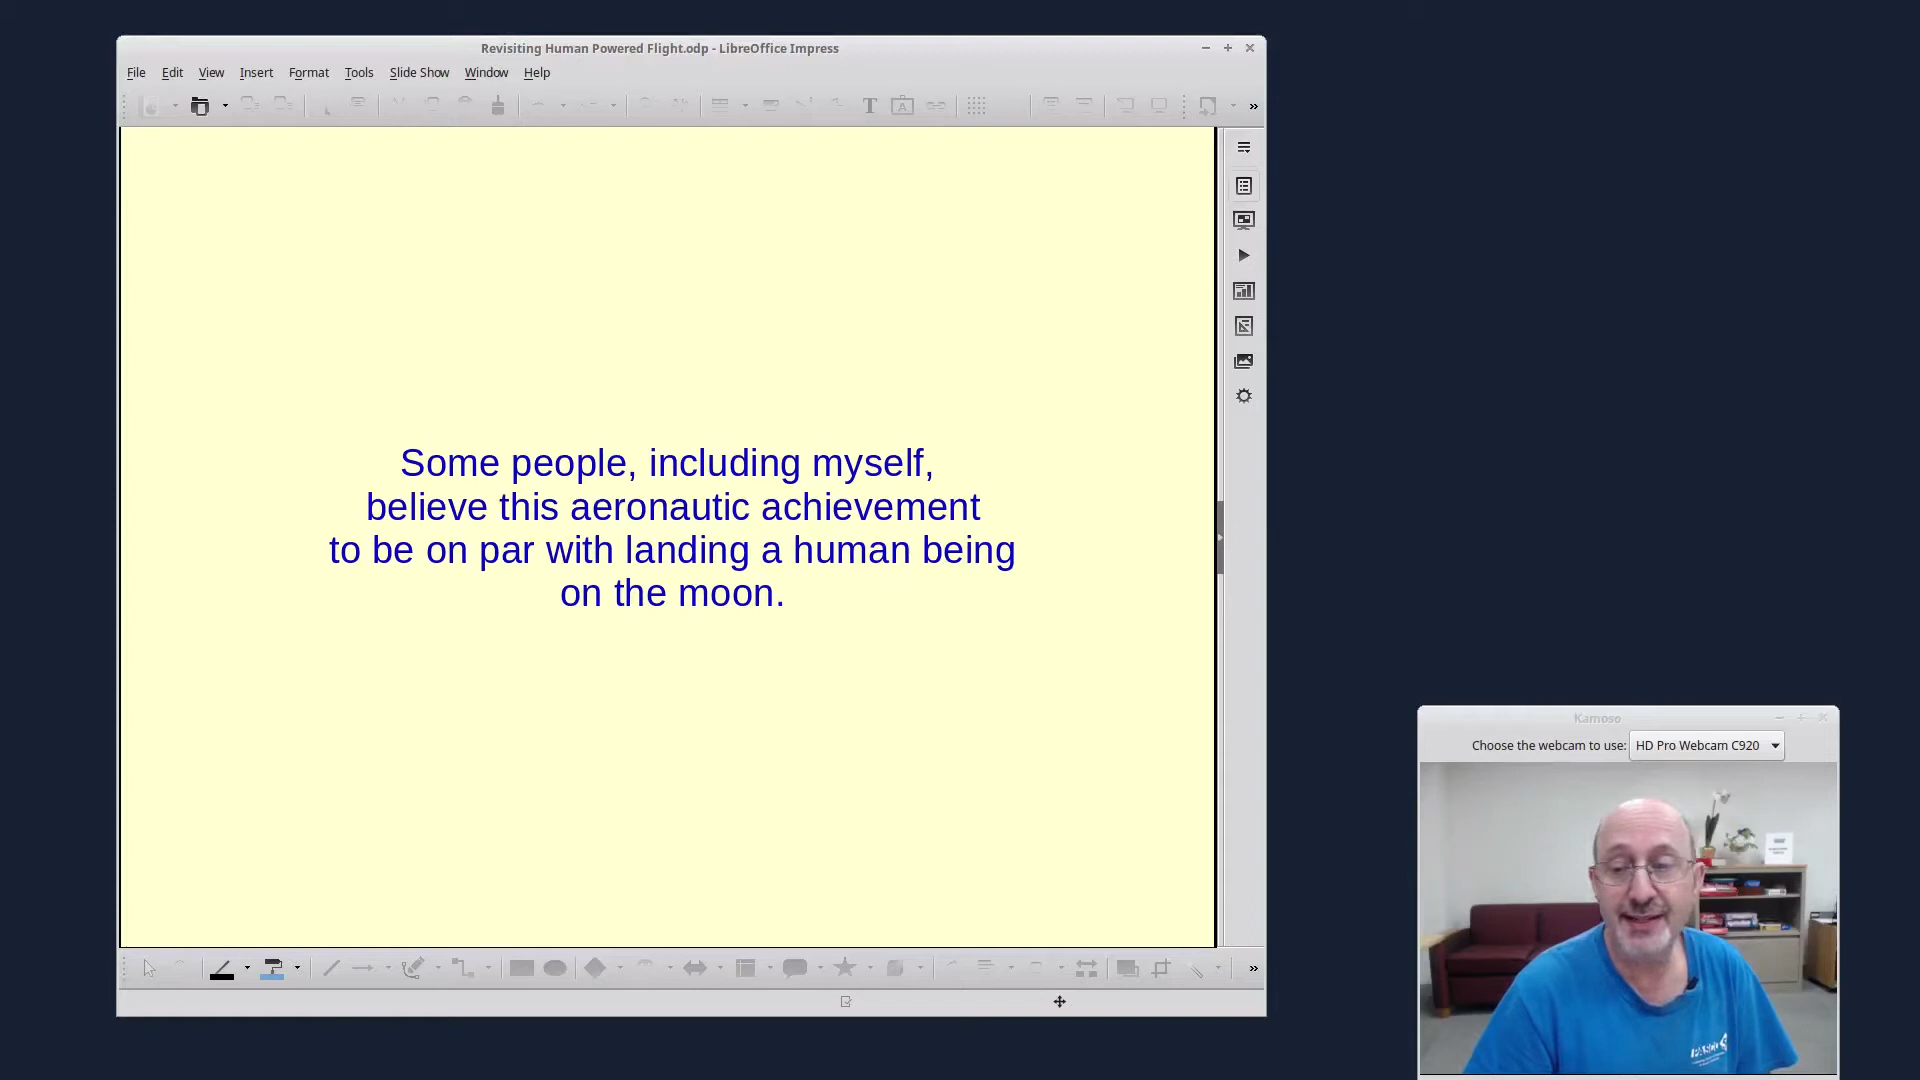 Revisiting Human Powered Flight.odp - LibreOffice Impress
File Edit View Insert Format Tools Slide Show Window Help
Some people, including myself,
believe this aeronautic achievement
to be on par with landing a human being
on the moon.
Kamoso
Choose the webcam to use: HD Pro Webcam C920
PASCO